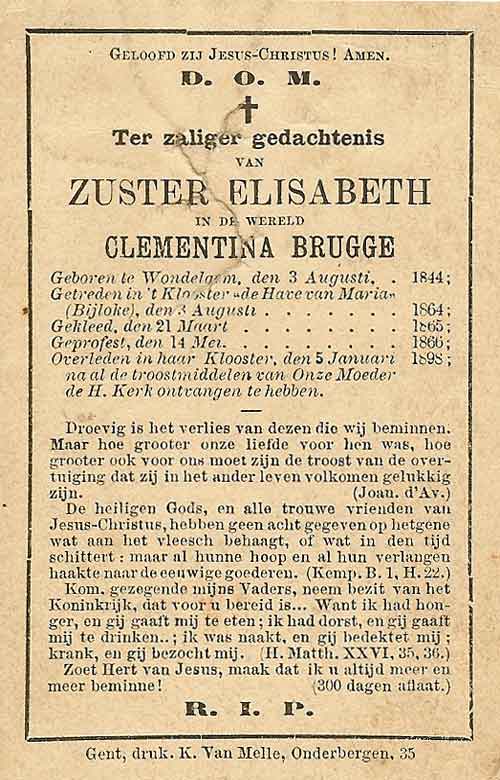 GELOOFD ZIJ JESUS-CHRISTUS! AMEN.
D. O. M.
Ter zaliger gedachtenis
VAN
ZUSTER ELISABETH
IN DE WERELD
CLEMENTINA BRUGGE
Geboren te Wondelgem, den 3 Augusti, . 1844;
Getreden in 't Klooster «de Have van Maria»
(Bijloke), den 3 Augusti . . . . . . . 1864;
Gekleed, den 21 Maart . . . . . . . . 1865;
Geprofest, den 14 Mei. . . . . . . . . 1866;
Overleden in haar Klooster, den 5 Januari 1898;
na al de troostmiddelen van Onze Moeder
de H. Kerk ontvangen te hebben.
—
Droevig is het verlies van dezen die wij beminnen.
Maar hoe grooter onze liefde voor hen was, hoe
grooter ook voor ons moet zijn de troost van de over-
tuiging dat zij in het ander leven volkomen gelukkig
zijn. (Joan. d'Av.)
De heiligen Gods, en alle trouwe vrienden van
Jesus-Christus, hebben geen acht gegeven op hetgene
wat aan het vleesch behaagt, of wat in den tijd
schittert : maar al hunne hoop en al hun verlangen
haakte naar de eeuwige goederen. (Kemp. B. 1, H. 22.)
Kom, gezegende mijns Vaders, neem bezit van het
Koninkrijk, dat voor u bereid is... Want ik had hon-
ger, en gij gaaft mij te eten ; ik had dorst, en gij gaaft
mij te drinken..; ik was naakt, en gij bedektet mij ;
krank, en gij bezocht mij. (H. Matth. XXVI, 35, 36.)
Zoet Hert van Jesus, maak dat ik u altijd meer en
meer beminne! (300 dagen aflaat.)
R. I. P.
Gent, druk. K. Van Melle, Onderbergen, 35